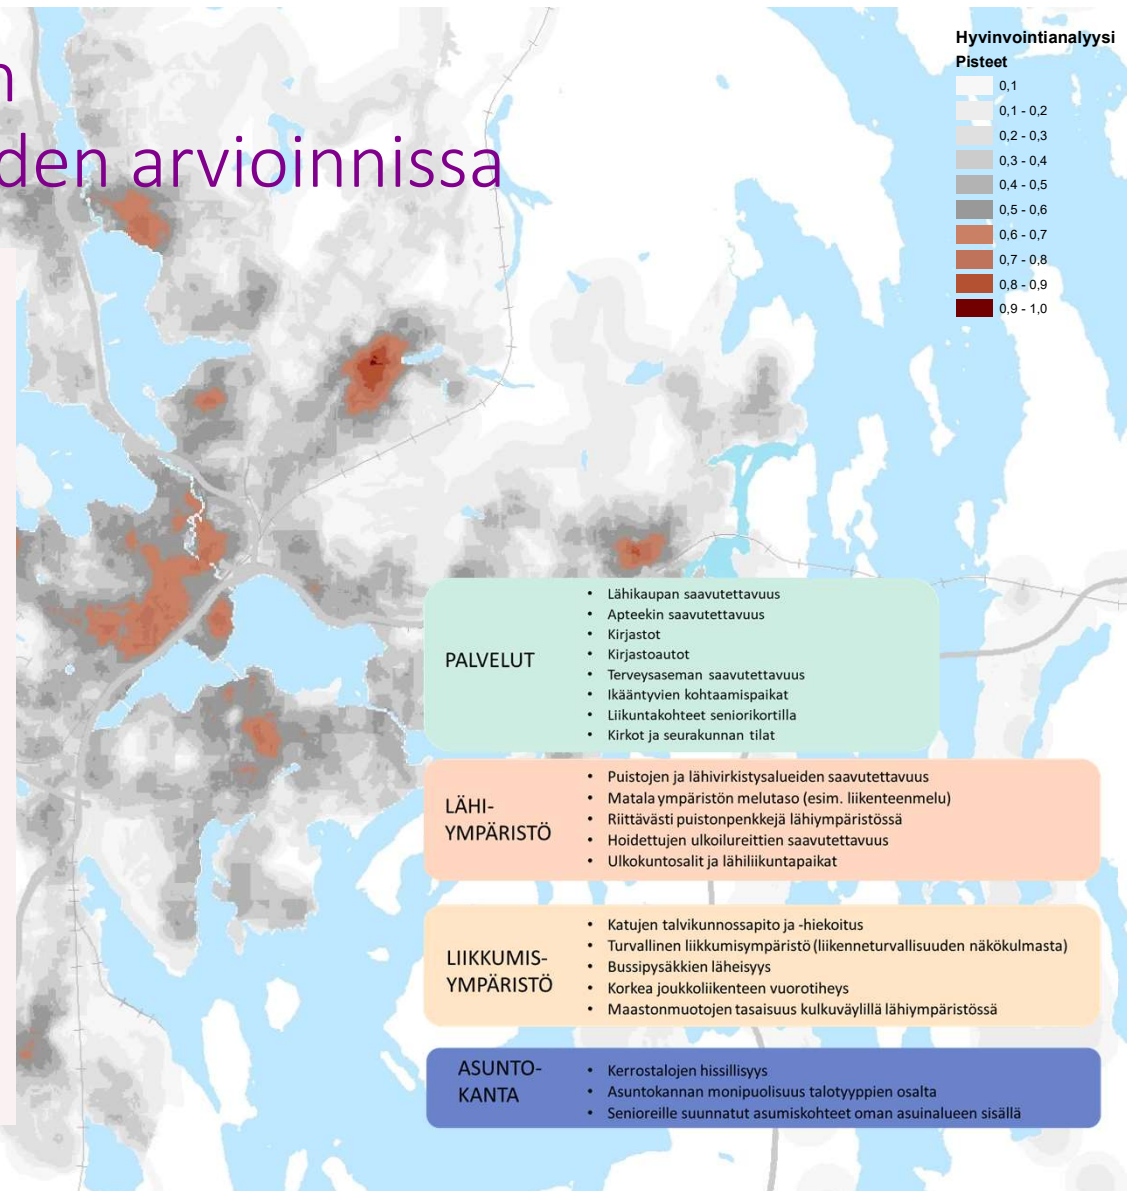 n
den arvioinnissa
Hyvinvointianalyysi
Pisteet
0,1
0,1 - 0,2
0,2 - 0,3
0,3 - 0,4
0,4 - 0,5
0,5 - 0,6
0,6 - 0,7
0,7 - 0,8
0,8 - 0,9
0,9 - 1,0
PALVELUT
• Lähikaupan saavutettavuus
• Apteekin saavutettavuus
• Kirjastot
• Kirjastoautot
• Terveysaseman saavutettavuus
• Ikääntyvien kohtaamispaikat
• Liikuntakohteet seniorikortilla
• Kirkot ja seurakunnan tilat
LÄHI-
YMPÄRISTÖ
• Puistojen ja lähivirkistysalueiden saavutettavuus
• Matala ympäristön melutaso (esim. liikenteenmelu)
• Riittävästi puistonpenkkejä lähiympäristössä
• Hoidettujen ulkoilureittien saavutettavuus
• Ulkokuntosalit ja lähiliikuntapaikat
LIIKKUMIS-
YMPÄRISTÖ
• Katujen talvikunnossapito ja -hiekoitus
• Turvallinen liikkumisympäristö (liikenneturvallisuuden näkökulmasta)
• Bussipysäkkien läheisyys
• Korkea joukkoliikenteen vuorotiheys
• Maastonmuotojen tasaisuus kulkuväylillä lähiympäristössä
ASUNTO-
KANTA
• Kerrostalojen hissillisyys
• Asuntokannan monipuolisuus talotyyppien osalta
• Senioreille suunnatut asumiskohteet oman asuinalueen sisällä